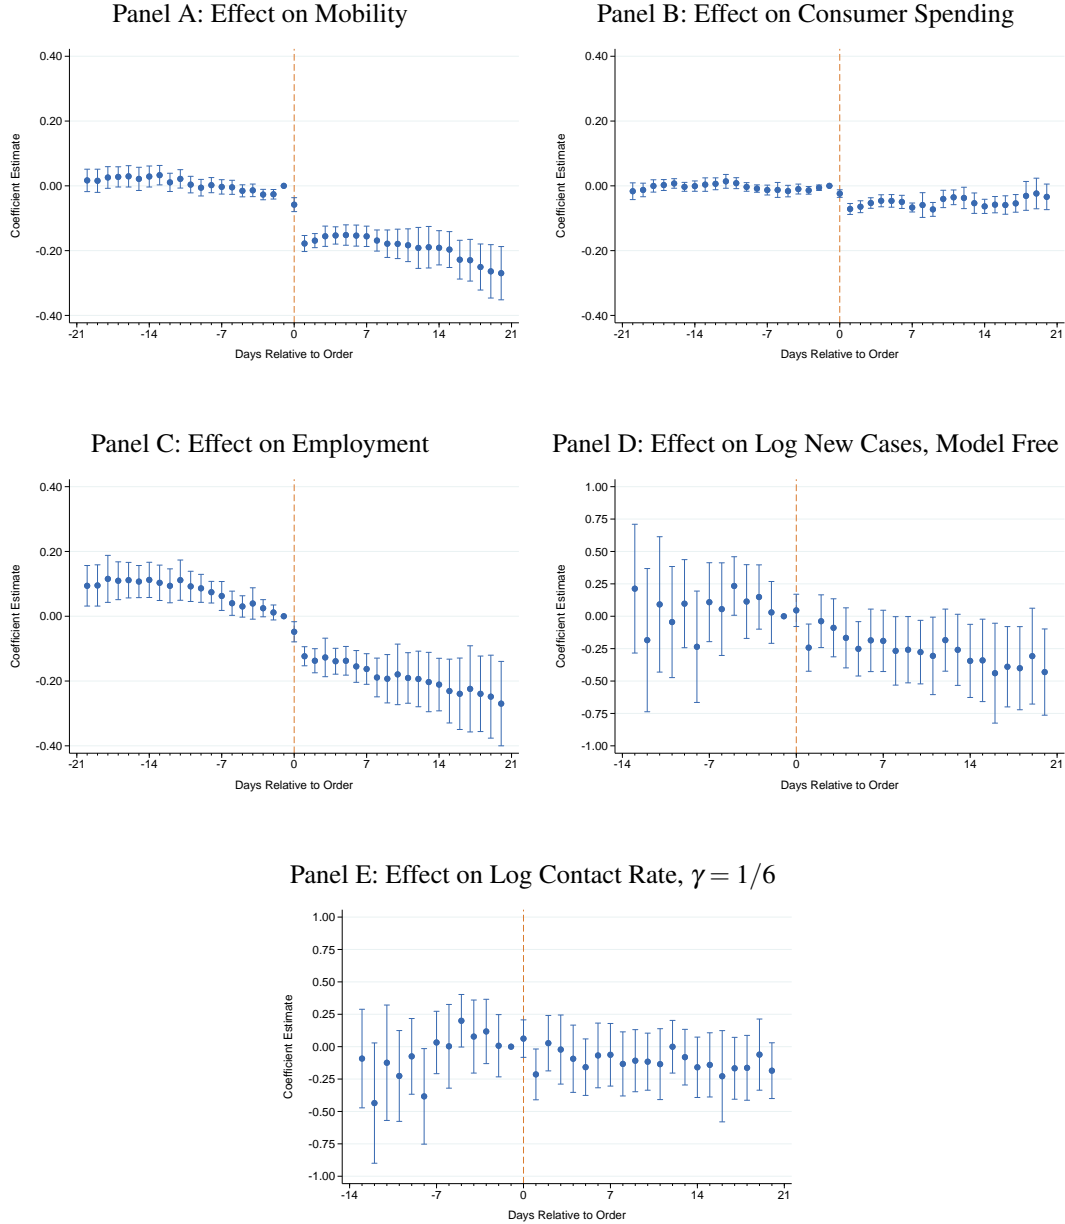 Panel A: Effect on Mobility
0.40
0.20
0.00
-0.20
-0.40
Coefficient Estimate
-21 -14 -7 0 7 14 21
Days Relative to Order
Panel B: Effect on Consumer Spending
0.40
0.20
0.00
-0.20
-0.40
Coefficient Estimate
-21 -14 -7 0 7 14 21
Days Relative to Order
Panel C: Effect on Employment
0.40
0.20
0.00
-0.20
-0.40
Coefficient Estimate
-21 -14 -7 0 7 14 21
Days Relative to Order
Panel D: Effect on Log New Cases, Model Free
1.00
0.75
0.50
0.25
0.00
-0.25
-0.50
-0.75
-1.00
Coefficient Estimate
-14 -7 0 7 14 21
Days Relative to Order
Panel E: Effect on Log Contact Rate, γ = 1/6
1.00
0.75
0.50
0.25
0.00
-0.25
-0.50
-0.75
-1.00
Coefficient Estimate
-14 -7 0 7 14 21
Days Relative to Order